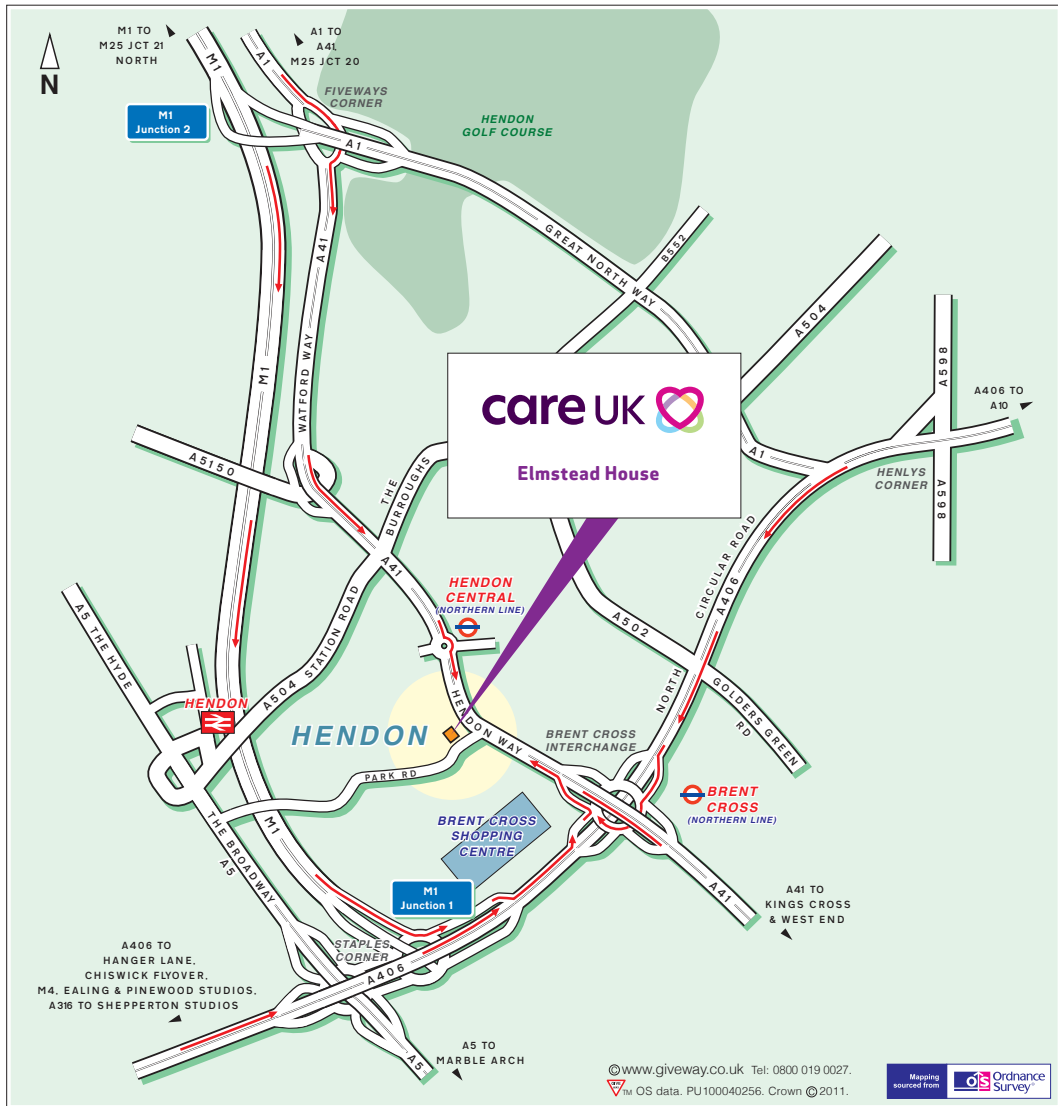 M1 TO
M25 JCT 21
NORTH
A1 TO
A41,
M25 JCT 20
N
M1
A1
FIVEWAYS
CORNER
M1
Junction 2
HENDON
GOLF COURSE
A1
A41
GREAT NORTH WAY
B552
A504
A598
A406 TO
A10
WATFORD WAY
M1
care UK
Elmstead House
A5150
THE
BURROUGHS
A1
HENLYS
CORNER
A598
A41
CIRCULAR ROAD
A406
HENDON
CENTRAL
(NORTHERN LINE)
A502
A5 THE HYDE
A504 STATION ROAD
NORTH
GOLDERS GREEN
RD
HENDON
HENDON
HENDON WAY
BRENT CROSS
INTERCHANGE
PARK RD
BRENT
CROSS
(NORTHERN LINE)
BRENT CROSS
SHOPPING
CENTRE
M1
THE BROADWAY
A5
M1
Junction 1
A41
A41 TO
KINGS CROSS
& WEST END
STAPLES
CORNER
A406
A406 TO
HANGER LANE,
CHISWICK FLYOVER,
M4, EALING & PINEWOOD STUDIOS,
A316 TO SHEPPERTON STUDIOS
A5
A5 TO
MARBLE ARCH
©www.giveway.co.uk Tel: 0800 019 0027.
TM OS data. PU100040256. Crown © 2011.
Mapping
sourced from
OS Ordnance
Survey®